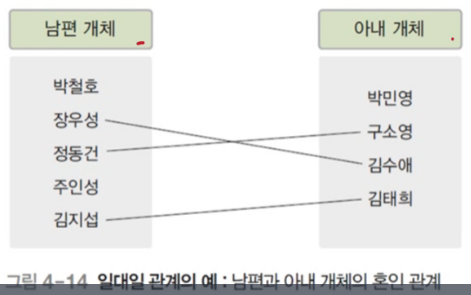 남편 개체
아내 개체
박철호
장우성
정동건
주인성
김지섭
박민영
구소영
김수애
김태희
그림 4-14 일대일 관계의 예 : 남편과 아내 개체의 혼인 관계